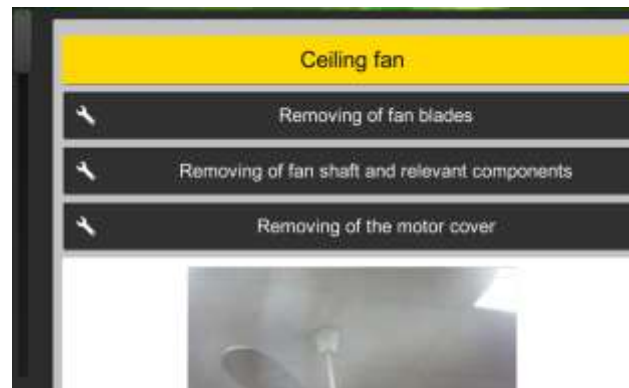 Ceiling fan
Removing of fan blades
Removing of fan shaft and relevant components
Removing of the motor cover